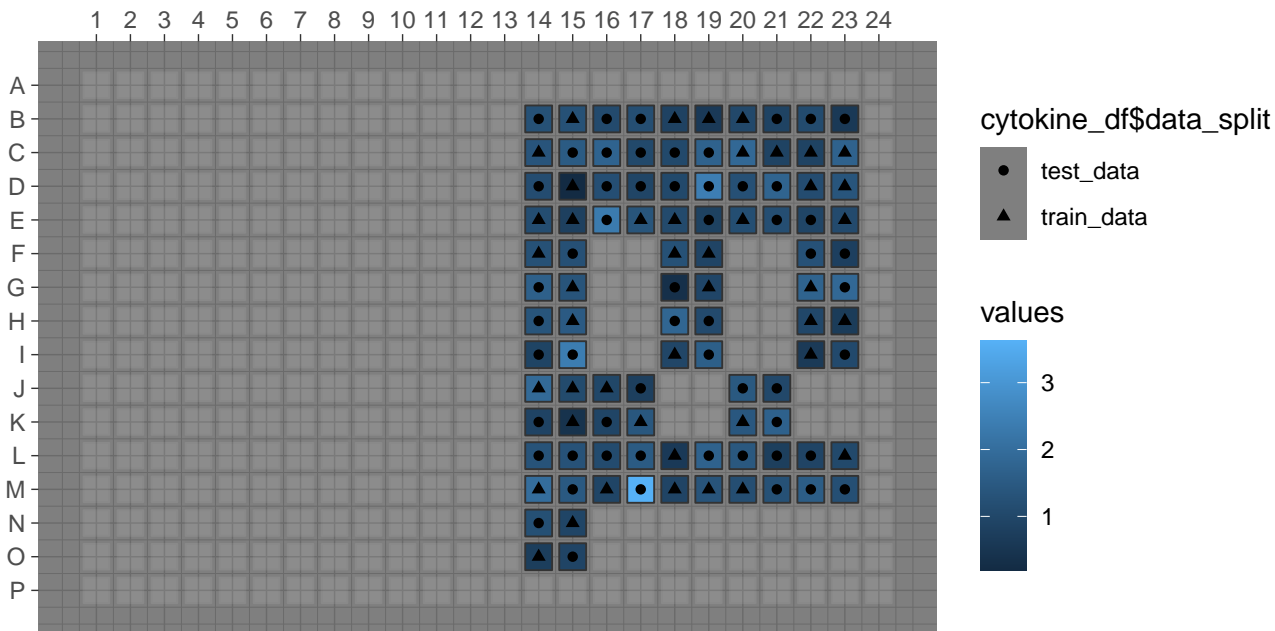 1 2 3 4 5 6 7 8 9 10 11 12 13 14 15 16 17 18 19 20 21 22 23 24
A
B
C
D
E
F
G
H
I
J
K
L
M
N
O
P
cytokine_df$data_split
test_data
train_data
values
3
2
1